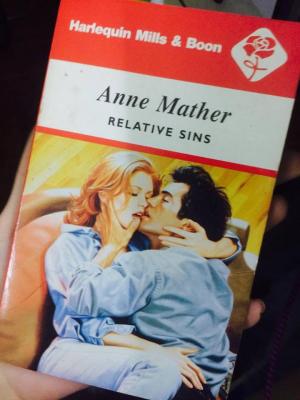 Harlequin Mills & Boon
Anne Mather
RELATIVE SINS